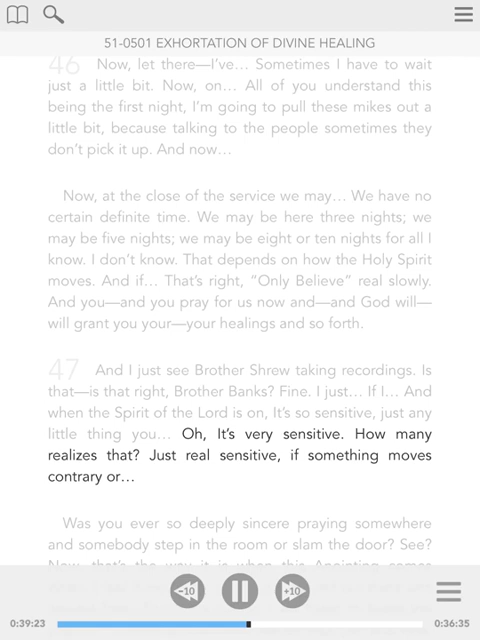 51-0501 EXHORTATION OF DIVINE HEALING
46 Now, let there—I've… Sometimes I have to wait
just a little bit. Now, on… All of you understand this
being the first night, I'm going to pull these mikes out a
little bit, because talking to the people sometimes they
don't pick it up. And now…
Now, at the close of the service we may… We have no
certain definite time. We may be here three nights; we
may be five nights; we may be eight or ten nights for all I
know. I don't know. That depends on how the Holy Spirit
moves. And if… That's right, "Only Believe" real slowly.
And you—and you pray for us now and—and God will—
will grant you your—your healings and so forth.
47 And I just see Brother Shrew taking recordings. Is
that—is that right, Brother Banks? Fine. I just… If I… And
when the Spirit of the Lord is on, It's so sensitive, just any
little thing you… Oh, It's very sensitive. How many
realizes that? Just real sensitive, if something moves
contrary or…
Was you ever so deeply sincere praying somewhere
and somebody step in the room or slam the door? See?
Now, that's the way it is when this Anointing comes
-10
+10
0:39:23
0:36:35